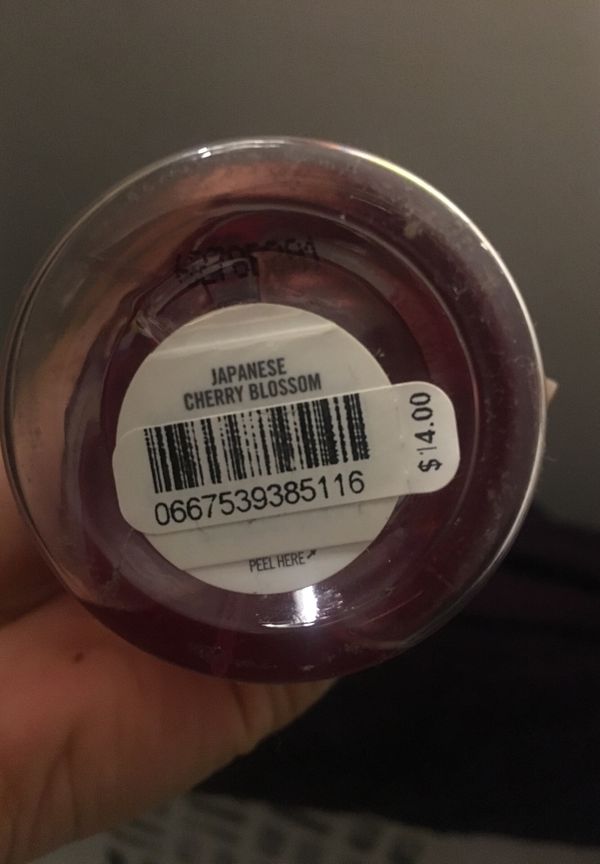 JAPANESE
CHERRY BLOSSOM
0667539385116
$14.00
PEEL HERE